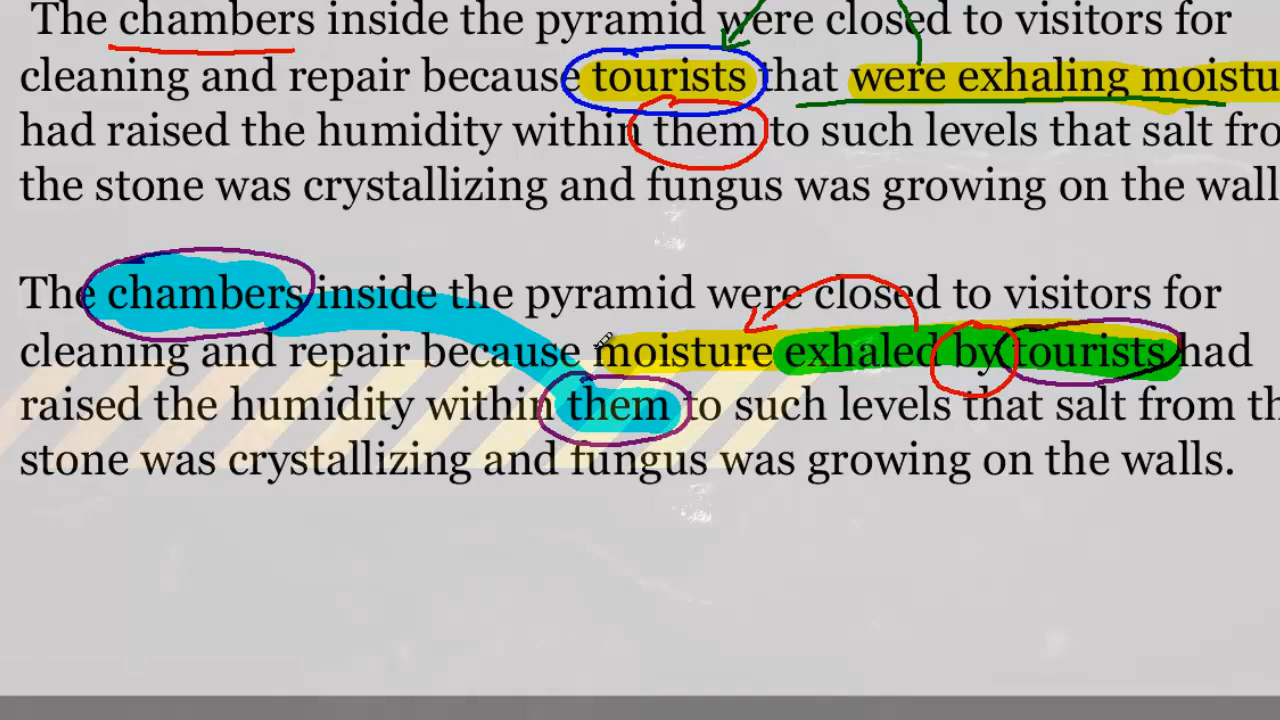 The chambers inside the pyramid were closed to visitors for
cleaning and repair because tourists that were exhaling moistu
had raised the humidity within them to such levels that salt fro
the stone was crystallizing and fungus was growing on the wall
The chambers inside the pyramid were closed to visitors for
cleaning and repair because moisture exhaled by tourists had
raised the humidity within them to such levels that salt from th
stone was crystallizing and fungus was growing on the walls.